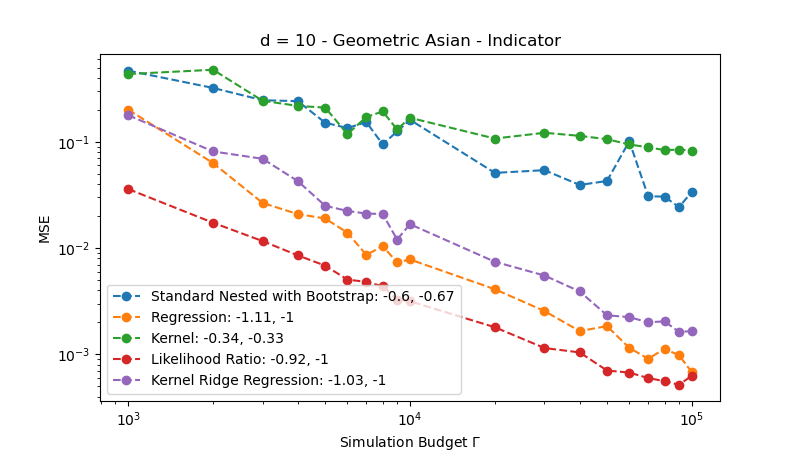 d = 10 - Geometric Asian - Indicator
MSE
10⁻¹
10⁻²
10⁻³
Standard Nested with Bootstrap: -0.6, -0.67
Regression: -1.11, -1
Kernel: -0.34, -0.33
Likelihood Ratio: -0.92, -1
Kernel Ridge Regression: -1.03, -1
10³
10⁴
10⁵
Simulation Budget Γ